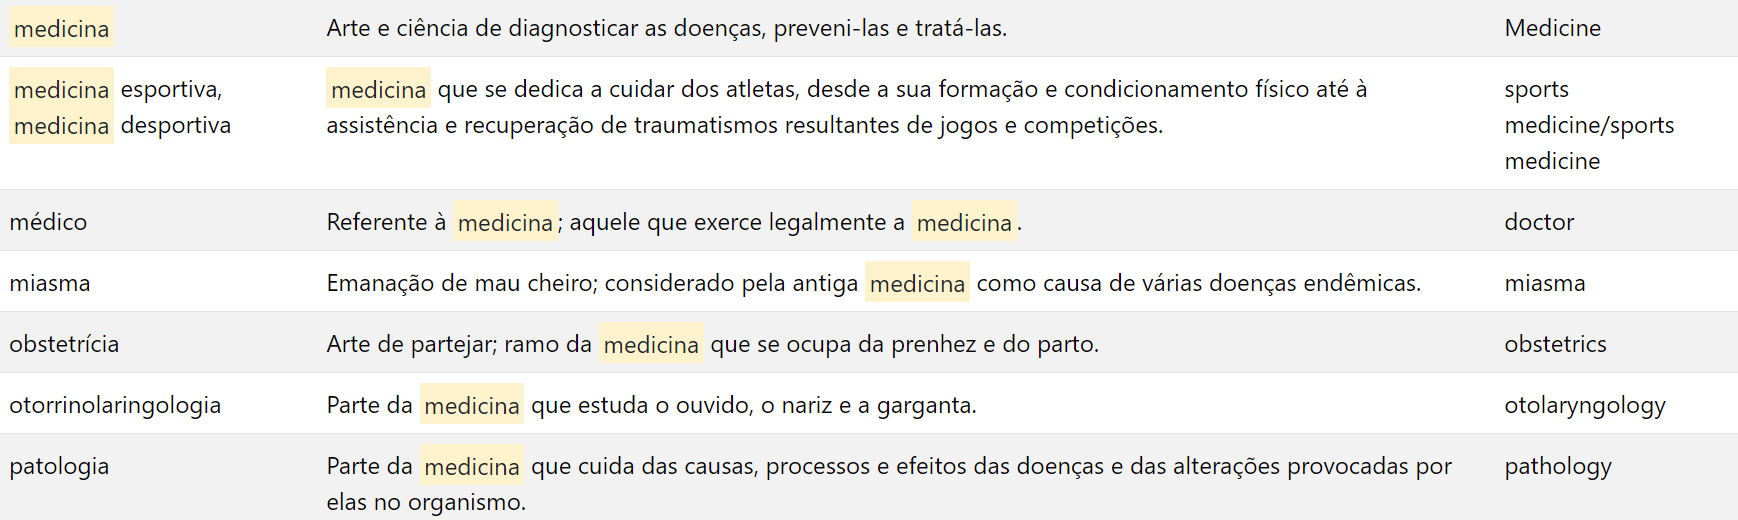 medicina Arte e ciência de diagnosticar as doenças, preveni-las e tratá-las. Medicine
medicina esportiva, medicina que se dedica a cuidar dos atletas, desde a sua formação e condicionamento físico até à sports
medicina desportiva assistência e recuperação de traumatismos resultantes de jogos e competições. medicine/sports
medicine
médico Referente à medicina; aquele que exerce legalmente a medicina. doctor
miasma Emanação de mau cheiro; considerado pela antiga medicina como causa de várias doenças endêmicas. miasma
obstetrícia Arte de partejar; ramo da medicina que se ocupa da prenhez e do parto. obstetrics
otorrinolaringologia Parte da medicina que estuda o ouvido, o nariz e a garganta. otolaryngology
patologia Parte da medicina que cuida das causas, processos e efeitos das doenças e das alterações provocadas por pathology
elas no organismo.